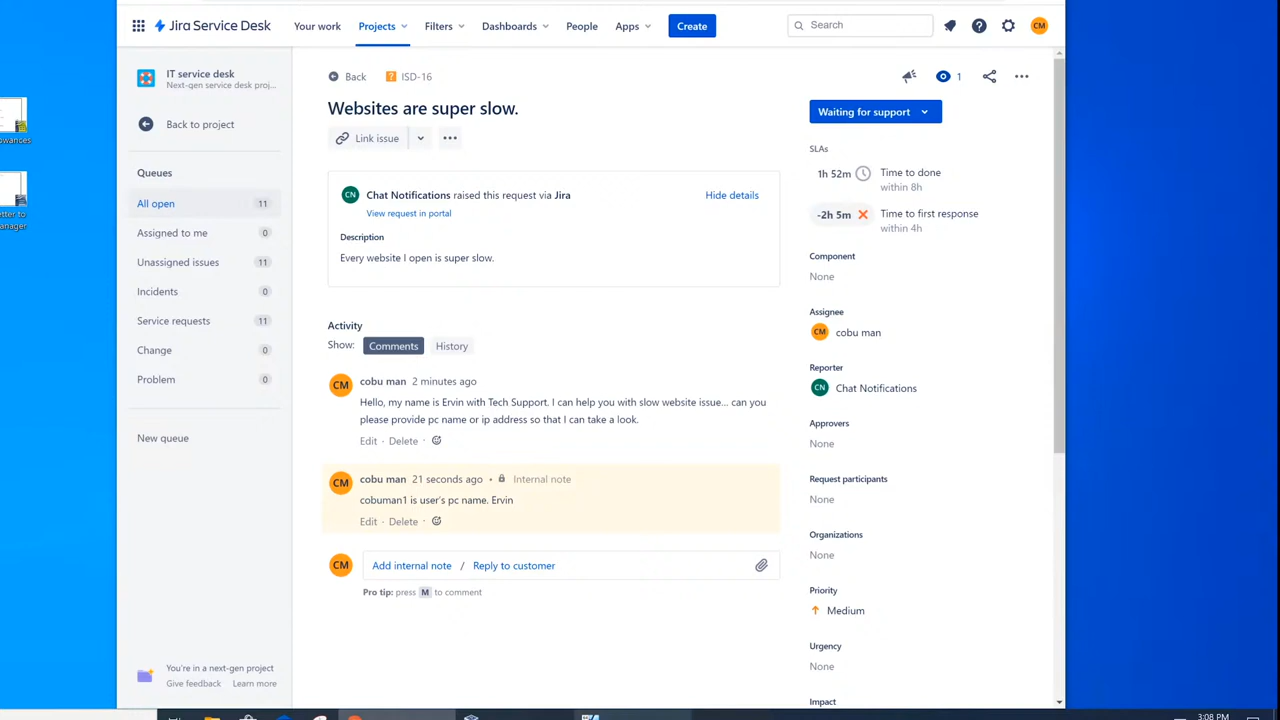 Jira Service Desk
Your work
Projects
Filters
Dashboards
People
Apps
Create
Search
CM
IT service desk
Next-gen service desk proj...
Back to project
Queues
All open 11
Assigned to me 0
Unassigned issues 11
Incidents 0
Service requests 11
Change 0
Problem 0
New queue
You're in a next-gen project
Give feedback Learn more
Back
ISD-16
Websites are super slow.
Link issue
CN Chat Notifications raised this request via Jira
Hide details
View request in portal
Description
Every website I open is super slow.
Activity
Show: Comments History
CM cobu man 2 minutes ago
Hello, my name is Ervin with Tech Support. I can help you with slow website issue... can you
please provide pc name or ip address so that I can take a look.
Edit · Delete ·
CM cobu man 21 seconds ago • Internal note
cobuman1 is user's pc name. Ervin
Edit · Delete ·
CM Add internal note / Reply to customer
Pro tip: press M to comment
1
Waiting for support
SLAs
1h 52m Time to done
within 8h
-2h 5m Time to first response
within 4h
Component
None
Assignee
CM cobu man
Reporter
CN Chat Notifications
Approvers
None
Request participants
None
Organizations
None
Priority
Medium
Urgency
None
Impact
3:08 PM